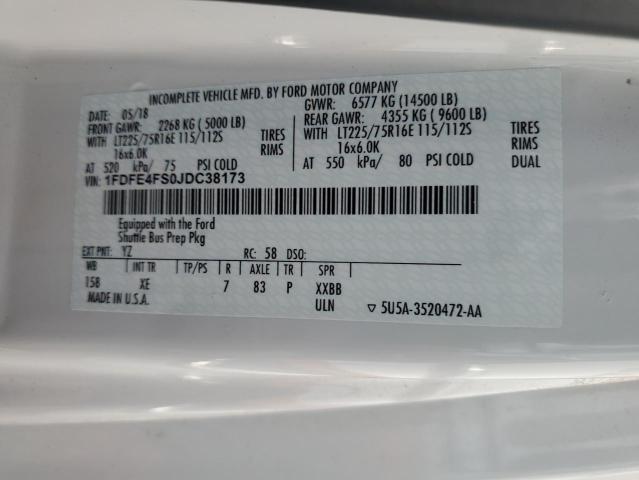 INCOMPLETE VEHICLE MFD. BY FORD MOTOR COMPANY
DATE: 05/18 GVWR: 6577 KG (14500 LB)
FRONT GAWR: 2268 KG (5000 LB) REAR GAWR: 4355 KG (9600 LB)
WITH LT225/75R16E 115/112S TIRES WITH LT225/75R16E 115/112S TIRES
16x6.0K RIMS 16x6.0K RIMS
AT 520 kPa/ 75 PSI COLD AT 550 kPa/ 80 PSI COLD DUAL
VIN: 1FDFE4FS0JDC38173
Equipped with the Ford
Shuttle Bus Prep Pkg
EXT PNT: YZ RC: 58 DSO:
WB INT TR TP/PS R AXLE TR SPR
158 XE 7 83 P XXBB
MADE IN U.S.A. ULN ▽ 5U5A-3520472-AA